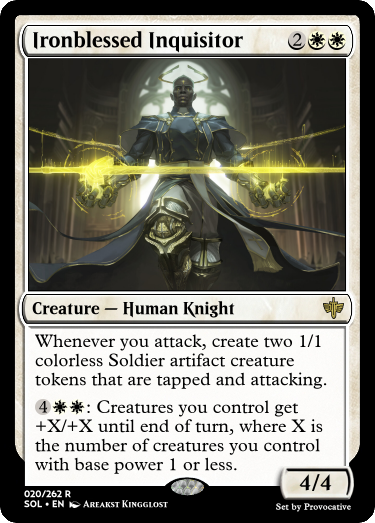 Ironblessed Inquisitor 2
Creature — Human Knight
Whenever you attack, create two 1/1
colorless Soldier artifact creature
tokens that are tapped and attacking.
4: Creatures you control get
+X/+X until end of turn, where X is
the number of creatures you control
with base power 1 or less.
4/4
020/262 R
SOL • EN Areakst Kingglost
Set by Provocative